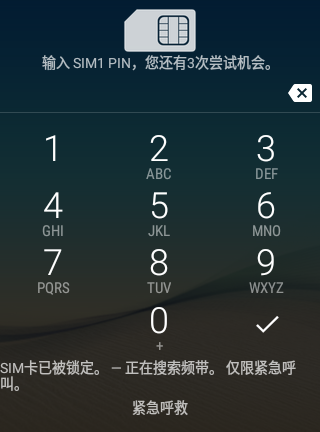 输入 SIM1 PIN，您还有3次尝试机会。
1 2 3
ABC DEF
4 5 6
GHI JKL MNO
7 8 9
PQRS TUV WXYZ
0
+
SIM卡已被锁定。 — 正在搜索频带。 仅限紧急呼
叫。
紧急呼救